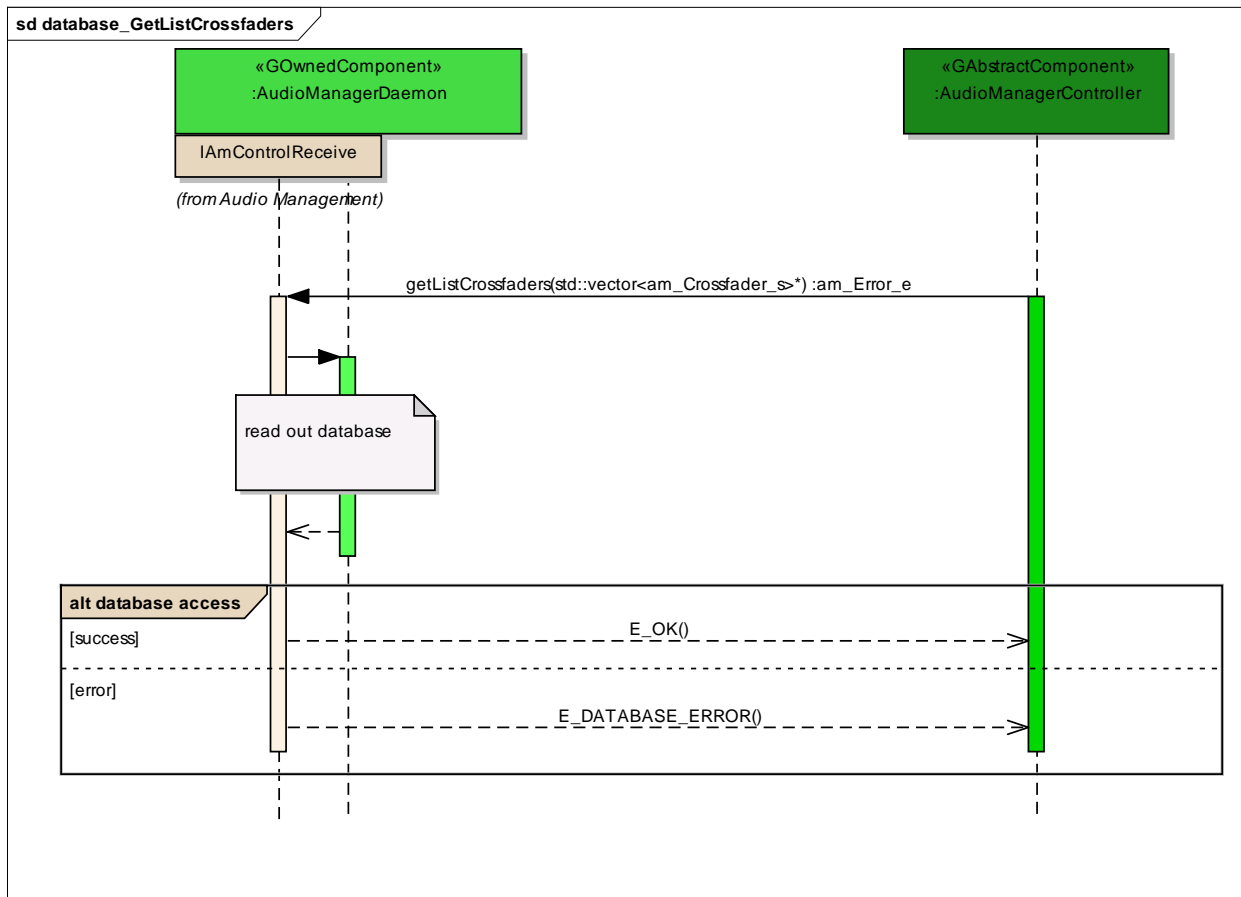 sd database_GetListCrossfaders
«GOwnedComponent»
:AudioManagerDaemon
«GAbstractComponent»
:AudioManagerController
IAmControlReceive
(from Audio Management)
getListCrossfaders(std::vector<am_Crossfader_s>*) :am_Error_e
read out database
alt database access
[success]
E_OK()
[error]
E_DATABASE_ERROR()